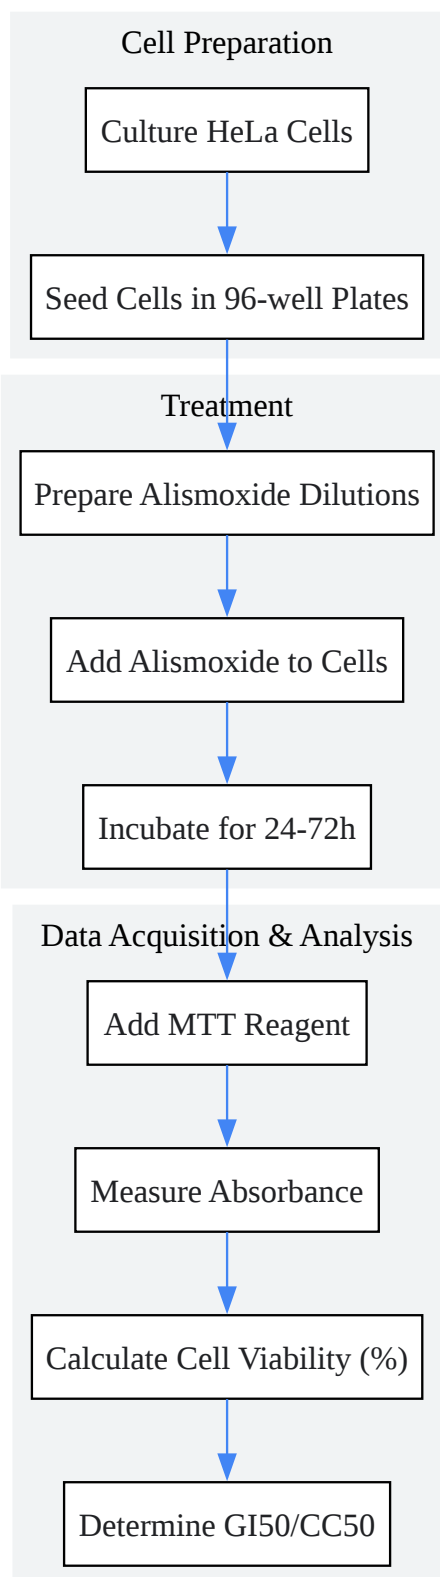 Cell Preparation
Culture HeLa Cells
Seed Cells in 96-well Plates
Treatment
Prepare Alismoxide Dilutions
Add Alismoxide to Cells
Incubate for 24-72h
Data Acquisition & Analysis
Add MTT Reagent
Measure Absorbance
Calculate Cell Viability (%)
Determine GI50/CC50